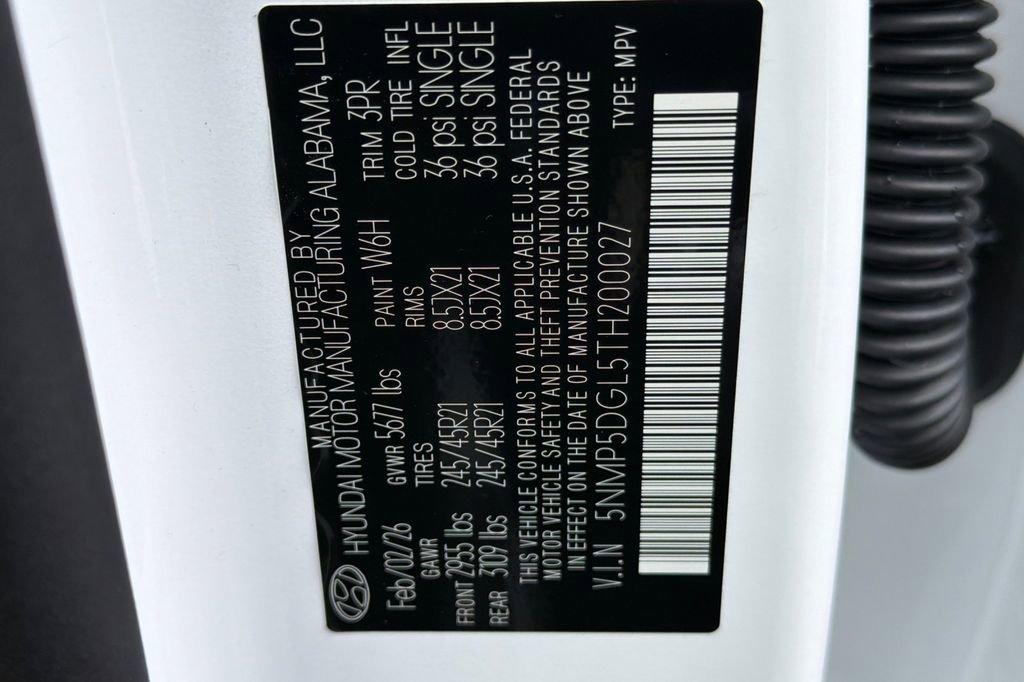 MANUFACTURED BY
HYUNDAI MOTOR MANUFACTURING ALABAMA, LLC
Feb/02/26 GVWR 5677 lbs PAINT W6H TRIM 3PR
GAWR TIRES RIMS COLD TIRE INFL
FRONT 2955 lbs 245/45R21 8.5JX21 36 psi SINGLE
REAR 3109 lbs 245/45R21 8.5JX21 36 psi SINGLE
THIS VEHICLE CONFORMS TO ALL APPLICABLE U.S.A. FEDERAL
MOTOR VEHICLE SAFETY AND THEFT PREVENTION STANDARDS
IN EFFECT ON THE DATE OF MANUFACTURE SHOWN ABOVE
V.I.N 5NMP5DGL5TH200027 TYPE: MPV